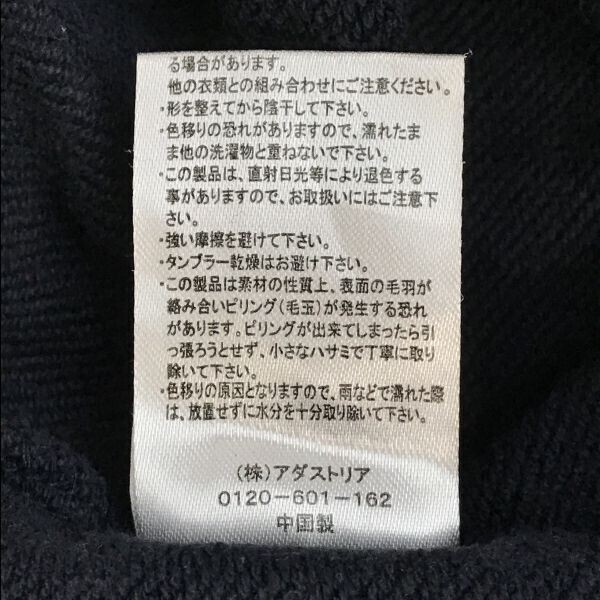 る場合があります。
他の衣類との組み合わせにご注意ください。
・形を整えてから陰干して下さい。
・色移りの恐れがありますので、濡れたま
ま他の洗濯物と重ねないで下さい。
・この製品は、直射日光等により退色する
事がありますので、お取扱いにはご注意下
さい。
・強い摩擦を避けて下さい。
・タンブラー乾燥はお避け下さい。
・この製品は素材の性質上、表面の毛羽が
絡み合いピリング(毛玉)が発生する恐れ
があります。ピリングが出来てしまったら引
っ張ろうとせず、小さなハサミで丁寧に取り
除いて下さい。
・色移りの原因となりますので、雨などで濡れた際
は、放置せずに水分を十分取り除いて下さい。
(株)アダストリア
0120-601-162
中国製